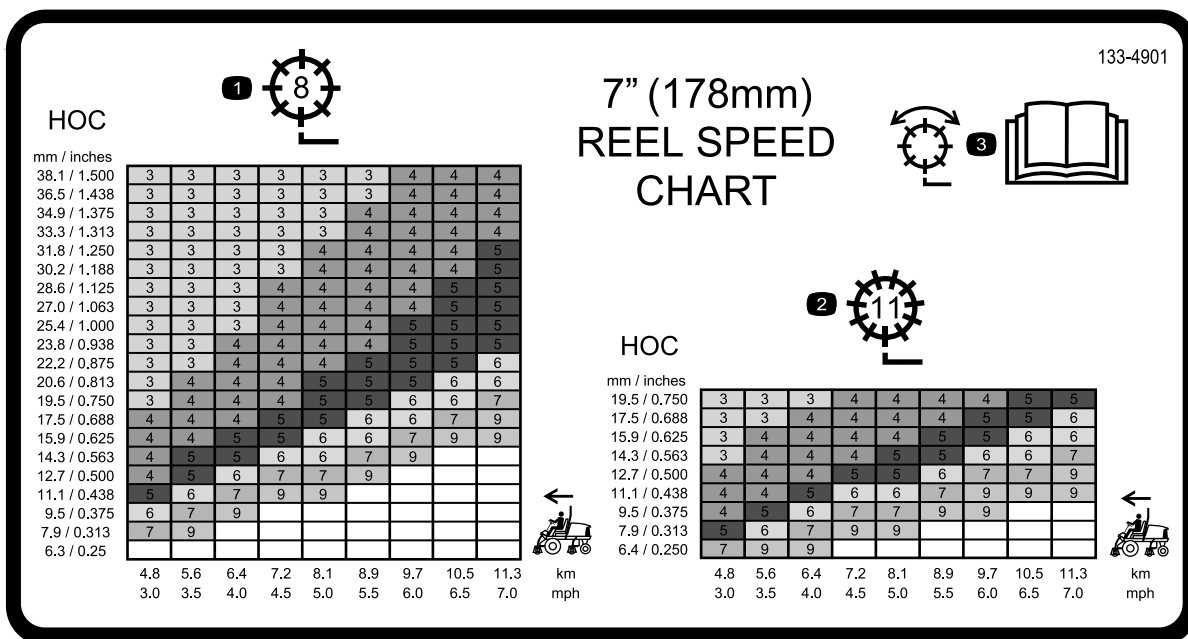 133-4901
7” (178mm)
REEL SPEED
CHART
3
1
8
HOC
mm / inches
38.1 / 1.500 3 3 3 3 3 3 4 4 4
36.5 / 1.438 3 3 3 3 3 3 4 4 4
34.9 / 1.375 3 3 3 3 3 4 4 4 4
33.3 / 1.313 3 3 3 3 3 4 4 4 4
31.8 / 1.250 3 3 3 3 4 4 4 4 5
30.2 / 1.188 3 3 3 3 4 4 4 4 5
28.6 / 1.125 3 3 3 4 4 4 4 5 5
27.0 / 1.063 3 3 3 4 4 4 4 5 5
25.4 / 1.000 3 3 3 4 4 4 5 5 5
23.8 / 0.938 3 3 4 4 4 4 5 5 5
22.2 / 0.875 3 3 4 4 4 5 5 5 6
20.6 / 0.813 3 4 4 4 5 5 5 6 6
19.5 / 0.750 3 4 4 4 5 5 6 6 7
17.5 / 0.688 4 4 4 5 5 6 6 7 9
15.9 / 0.625 4 4 5 5 6 6 7 9 9
14.3 / 0.563 4 5 5 6 6 7 9
12.7 / 0.500 4 5 6 7 7 9
11.1 / 0.438 5 6 7 9 9
9.5 / 0.375 6 7 9
7.9 / 0.313 7 9
6.3 / 0.25
4.8 5.6 6.4 7.2 8.1 8.9 9.7 10.5 11.3 km
3.0 3.5 4.0 4.5 5.0 5.5 6.0 6.5 7.0 mph
2
11
HOC
mm / inches
19.5 / 0.750 3 3 3 4 4 4 4 5 5
17.5 / 0.688 3 3 4 4 4 4 5 5 6
15.9 / 0.625 3 4 4 4 4 5 5 6 6
14.3 / 0.563 3 4 4 4 5 5 6 6 7
12.7 / 0.500 4 4 4 5 5 6 7 7 9
11.1 / 0.438 4 4 5 6 6 7 9 9 9
9.5 / 0.375 4 5 6 7 7 9 9
7.9 / 0.313 5 6 7 9 9
6.4 / 0.250 7 9 9
4.8 5.6 6.4 7.2 8.1 8.9 9.7 10.5 11.3 km
3.0 3.5 4.0 4.5 5.0 5.5 6.0 6.5 7.0 mph